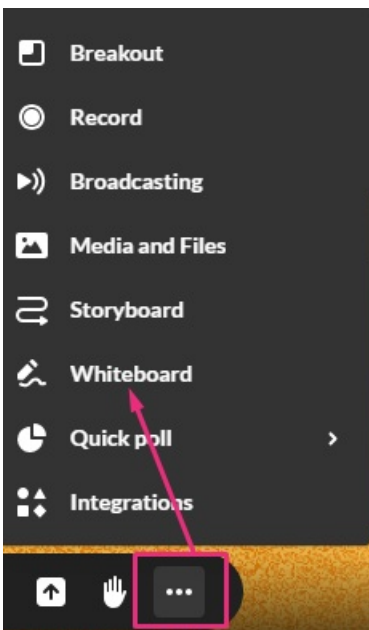 Breakout
Record
Broadcasting
Media and Files
Storyboard
Whiteboard
Quick poll
Integrations